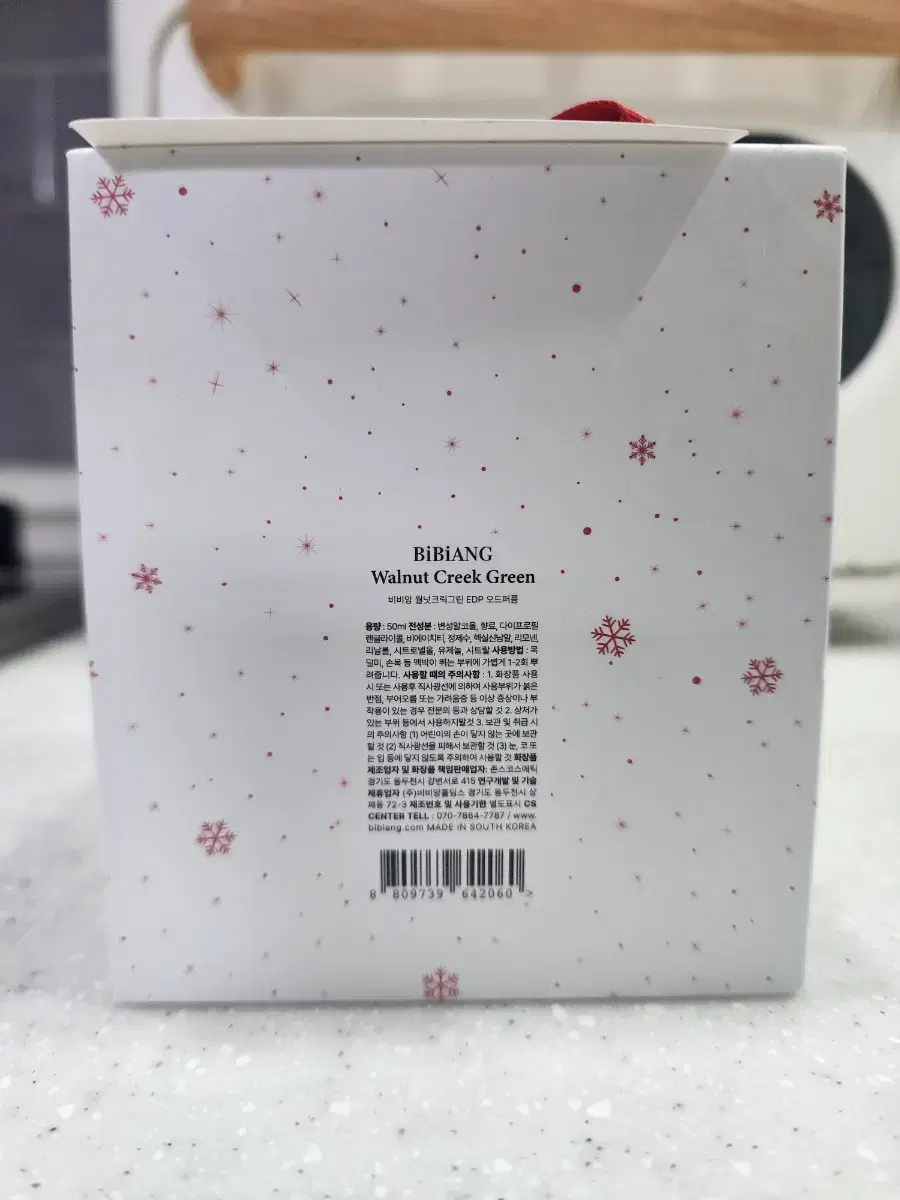 BiBiANG
Walnut Creek Green
비비앙 월넛크릭그린 EDP 오드퍼퓸
용량 : 50ml 전성분 : 변성알코올, 향료, 다이프로필
렌글라이콜, 비에이치티, 정제수, 헥실신남알, 리모넨,
리날룰, 시트로넬올, 유제놀, 시트랄 사용방법 : 목
덜미, 손목 등 맥박이 뛰는 부위에 가볍게 1-2회 뿌
려줍니다. 사용할 때의 주의사항 : 1. 화장품 사용
시 또는 사용후 직사광선에 의하여 사용부위가 붉은
반점, 부어오름 또는 가려움증 등 이상 증상이나 부
작용이 있는 경우 전문의 등과 상담할 것 2. 상처가
있는 부위 등에서 사용하지말것 3. 보관 및 취급 시
의 주의사항 (1) 어린이의 손이 닿지 않는 곳에 보관
할 것 (2) 직사광선을 피해서 보관할 것 (3) 눈, 코 또
는 입 등에 닿지 않도록 주의하여 사용할 것 화장품
제조업자 및 화장품 책임판매업자: 존스코스메틱
경기도 동두천시 강변서로 415 연구개발 및 기술
제휴업자 (주)비비앙홀딩스 경기도 동두천시 상
패동 72-3 제조번호 및 사용기한 별도표시 CS
CENTER TELL : 070-7864-7787 / www.
bibiang.com MADE IN SOUTH KOREA
8 809739 642060 >